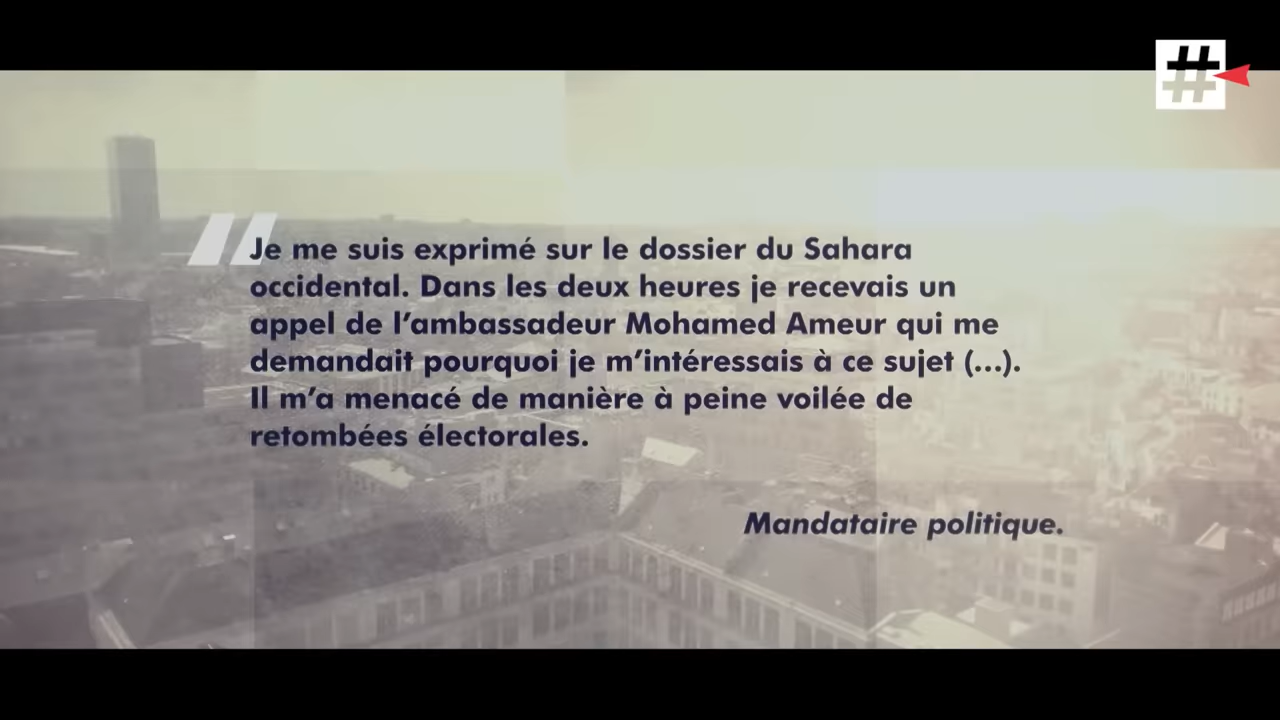 Je me suis exprimé sur le dossier du Sahara
occidental. Dans les deux heures je recevais un
appel de l'ambassadeur Mohamed Ameur qui me
demandait pourquoi je m'intéressais à ce sujet (...).
Il m'a menacé de manière à peine voilée de
retombées électorales.
Mandataire politique.